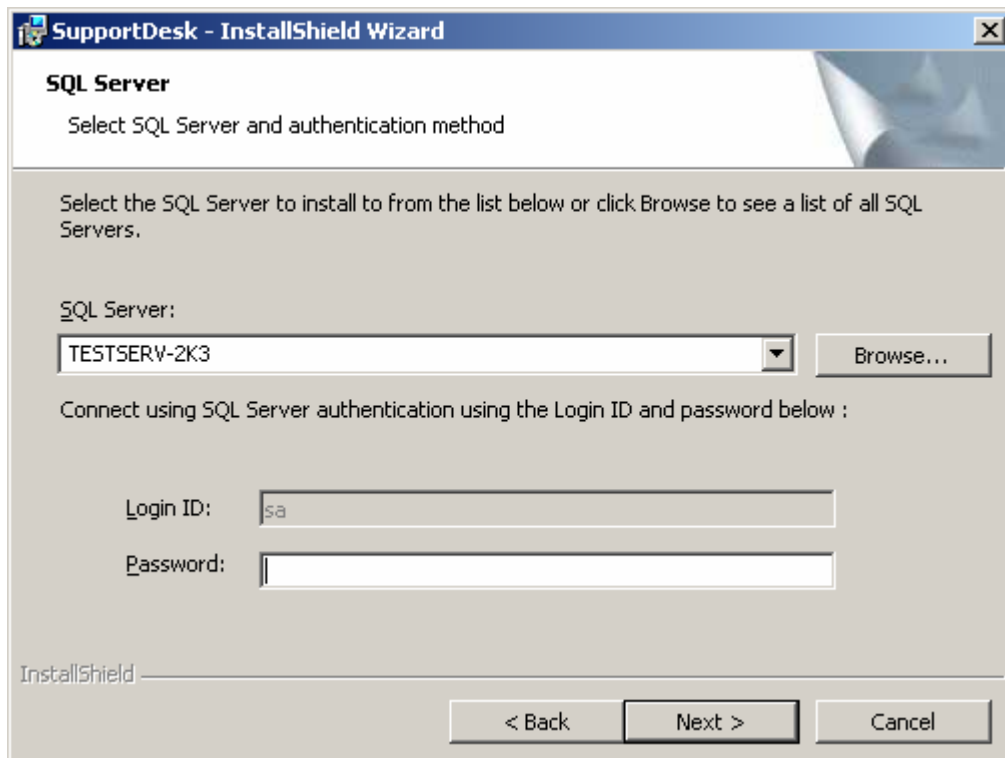 SupportDesk - InstallShield Wizard
SQL Server
Select SQL Server and authentication method
Select the SQL Server to install to from the list below or click Browse to see a list of all SQL
Servers.
SQL Server:
TESTSERV-2K3
Browse...
Connect using SQL Server authentication using the Login ID and password below :
Login ID:
sa
Password:
InstallShield
< Back
Next >
Cancel